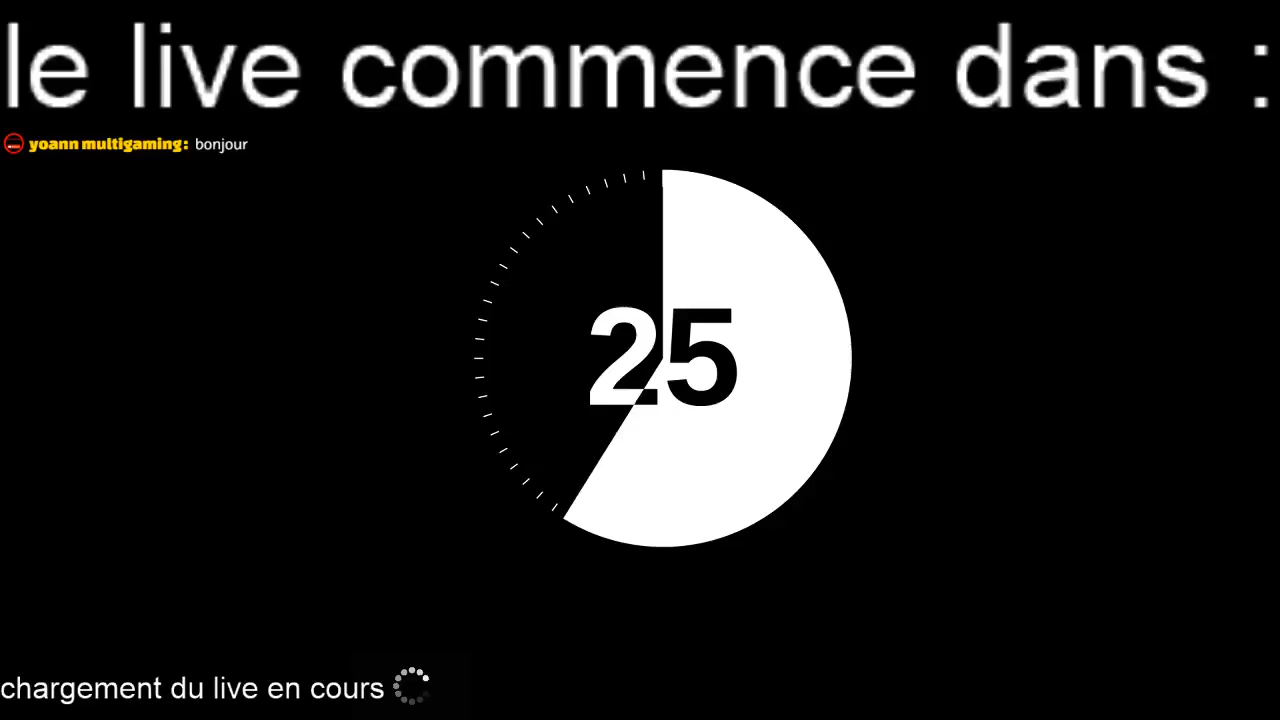 le live commence dans :
yoann multigaming: bonjour
25
chargement du live en cours